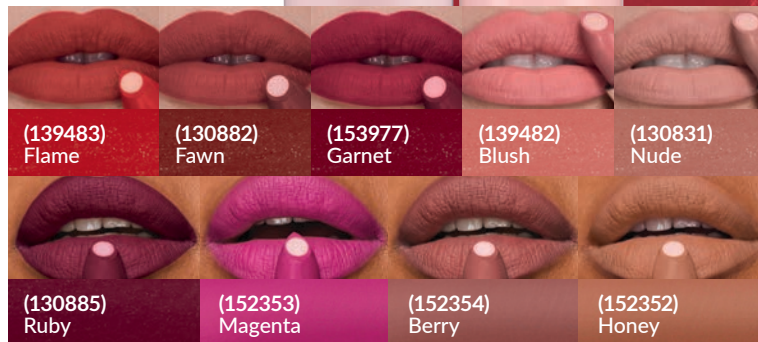 (139483)
Flame
(130882)
Fawn
(153977)
Garnet
(139482)
Blush
(130831)
Nude
(130885)
Ruby
(152353)
Magenta
(152354)
Berry
(152352)
Honey